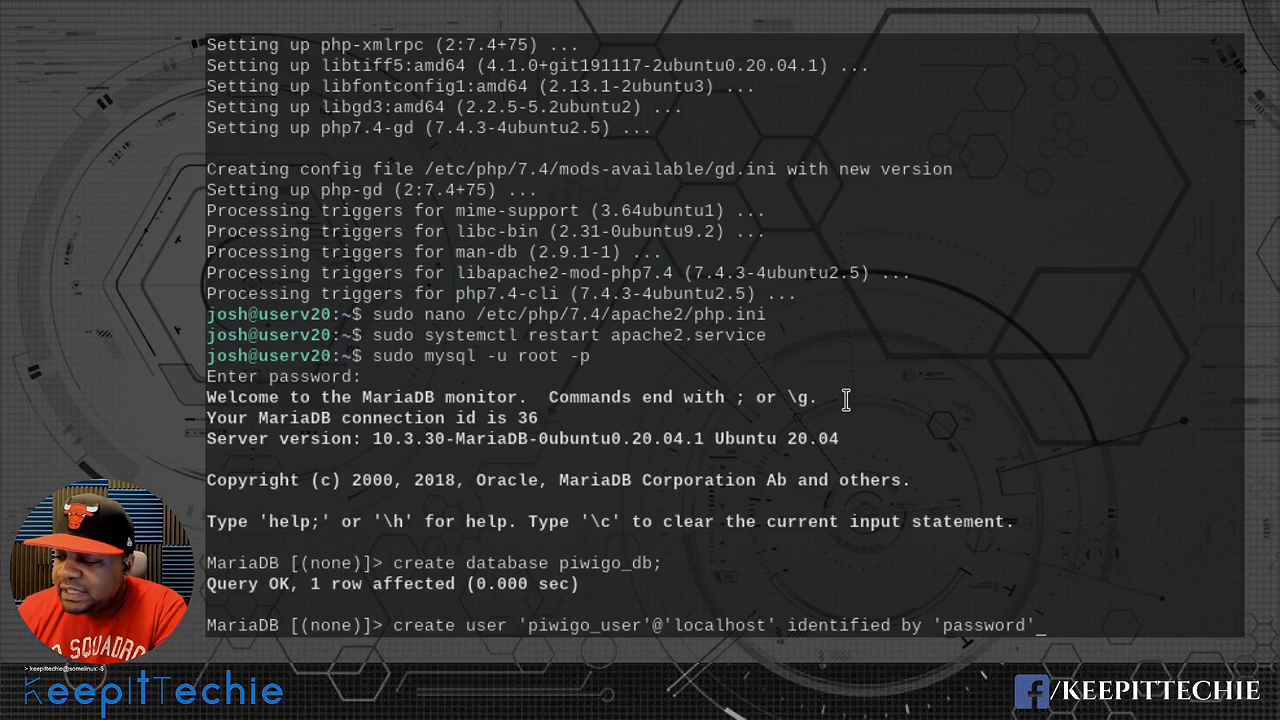 Setting up php-xmlrpc (2:7.4+75) ...
Setting up libtiff5:amd64 (4.1.0+git191117-2ubuntu0.20.04.1) ...
Setting up libfontconfig1:amd64 (2.13.1-2ubuntu3) ...
Setting up libgd3:amd64 (2.2.5-5.2ubuntu2) ...
Setting up php7.4-gd (7.4.3-4ubuntu2.5) ...
Creating config file /etc/php/7.4/mods-available/gd.ini with new version
Setting up php-gd (2:7.4+75) ...
Processing triggers for mime-support (3.64ubuntu1) ...
Processing triggers for libc-bin (2.31-0ubuntu9.2) ...
Processing triggers for man-db (2.9.1-1) ...
Processing triggers for libapache2-mod-php7.4 (7.4.3-4ubuntu2.5) ...
Processing triggers for php7.4-cli (7.4.3-4ubuntu2.5) ...
josh@userv20:~$ sudo nano /etc/php/7.4/apache2/php.ini
josh@userv20:~$ sudo systemctl restart apache2.service
josh@userv20:~$ sudo mysql -u root -p
Enter password:
Welcome to the MariaDB monitor.  Commands end with ; or \g.
Your MariaDB connection id is 36
Server version: 10.3.30-MariaDB-0ubuntu0.20.04.1 Ubuntu 20.04
Copyright (c) 2000, 2018, Oracle, MariaDB Corporation Ab and others.
Type 'help;' or '\h' for help. Type '\c' to clear the current input statement.
MariaDB [(none)]> create database piwigo_db;
Query OK, 1 row affected (0.000 sec)
MariaDB [(none)]> create user 'piwigo_user'@'localhost' identified by 'password'_
SQUADRO
> keepittechie@somelinux:~$
KeepItTechie
f/KEEPITTECHIE